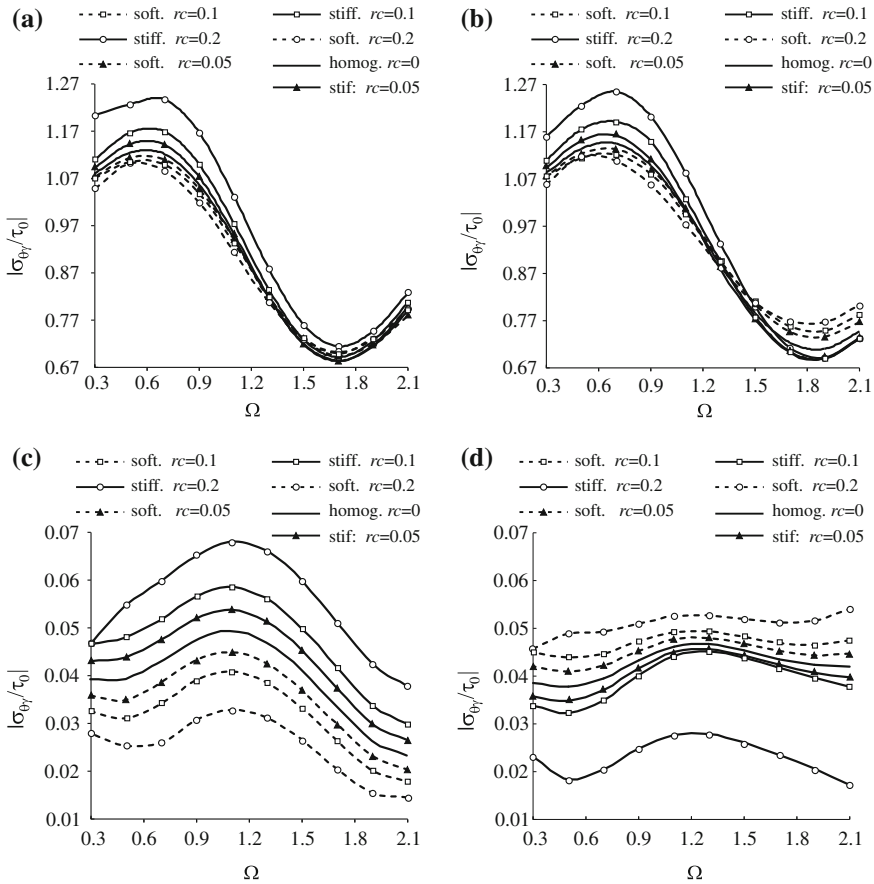 (a)
soft. rc=0.1
stiff. rc=0.1
stiff. rc=0.2
soft. rc=0.2
soft. rc=0.05
homog. rc=0
stif: rc=0.05
1.27
1.17
1.07
0.97
0.87
0.77
0.67
|σθγ/τ0|
0.3 0.6 0.9 1.2 1.5 1.8 2.1
Ω
(b)
soft. rc=0.1
stiff. rc=0.1
stiff. rc=0.2
soft. rc=0.2
soft. rc=0.05
homog. rc=0
stif: rc=0.05
1.27
1.17
1.07
0.97
0.87
0.77
0.67
|σθγ/τ0|
0.3 0.6 0.9 1.2 1.5 1.8 2.1
Ω
(c)
soft. rc=0.1
stiff. rc=0.1
stiff. rc=0.2
soft. rc=0.2
soft. rc=0.05
homog. rc=0
stif: rc=0.05
0.07
0.06
0.05
0.04
0.03
0.02
0.01
|σθγ/τ0|
0.3 0.6 0.9 1.2 1.5 1.8 2.1
Ω
(d)
soft. rc=0.1
stiff. rc=0.1
stiff. rc=0.2
soft. rc=0.2
soft. rc=0.05
homog. rc=0
stif: rc=0.05
0.07
0.06
0.05
0.04
0.03
0.02
0.01
|σθγ/τ0|
0.3 0.6 0.9 1.2 1.5 1.8 2.1
Ω